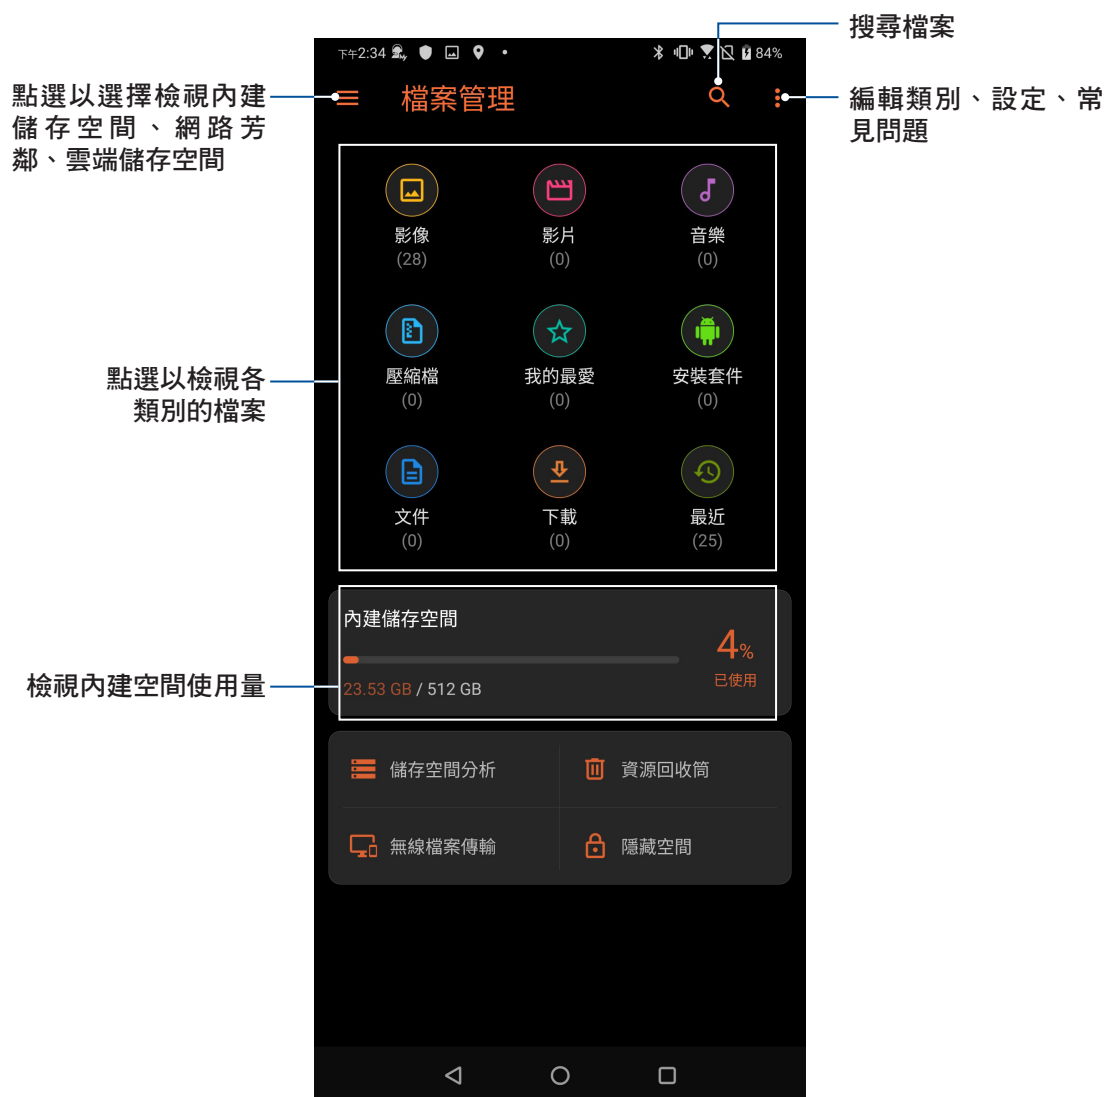 搜尋檔案
下午2:34
84%
點選以選擇檢視內建
儲存空間、網路芳
鄰、雲端儲存空間
檔案管理
編輯類別、設定、常
見問題
影像
(28)
影片
(0)
音樂
(0)
壓縮檔
(0)
我的最愛
(0)
安裝套件
(0)
點選以檢視各
類別的檔案
文件
(0)
下載
(0)
最近
(25)
內建儲存空間
4%
已使用
23.53 GB / 512 GB
檢視內建空間使用量
儲存空間分析
資源回收筒
無線檔案傳輸
隱藏空間